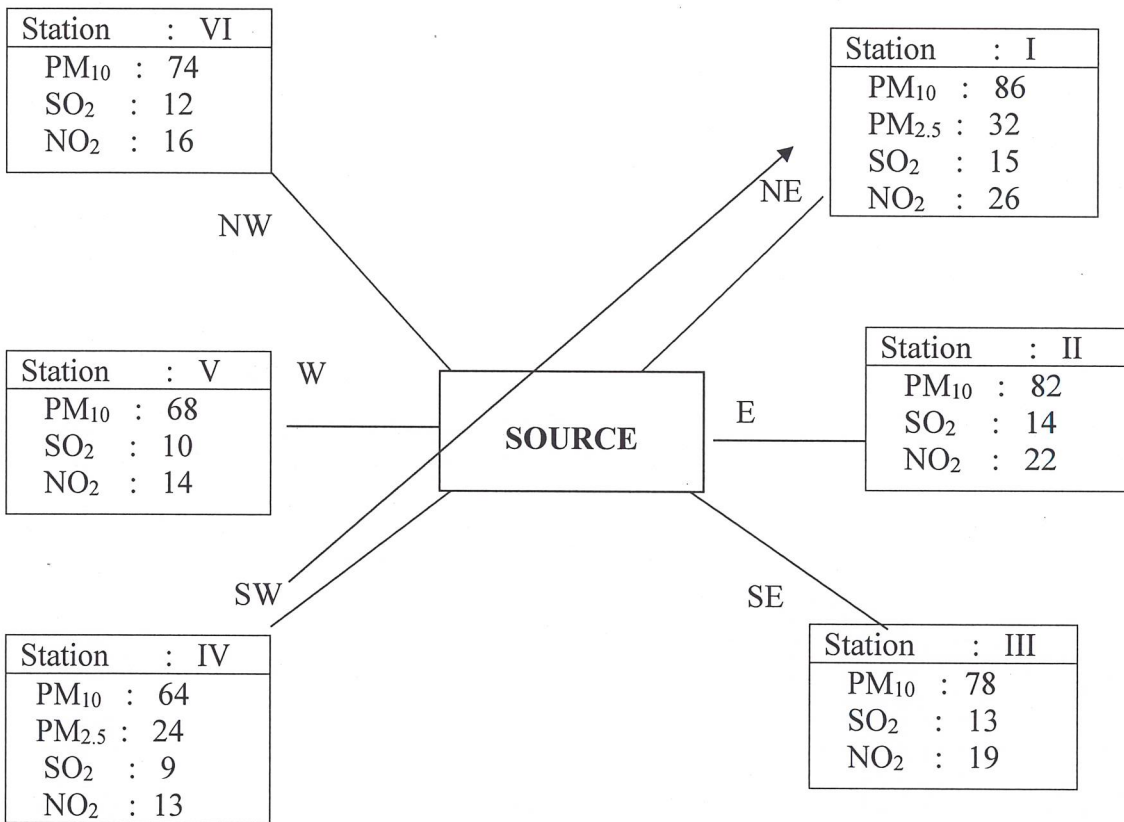 Station : VI
PM₁₀ : 74
SO₂ : 12
NO₂ : 16
NW
Station : I
PM₁₀ : 86
PM₂.₅ : 32
SO₂ : 15
NO₂ : 26
NE
Station : V
PM₁₀ : 68
SO₂ : 10
NO₂ : 14
W
SOURCE
E
Station : II
PM₁₀ : 82
SO₂ : 14
NO₂ : 22
SW
Station : IV
PM₁₀ : 64
PM₂.₅ : 24
SO₂ : 9
NO₂ : 13
SE
Station : III
PM₁₀ : 78
SO₂ : 13
NO₂ : 19